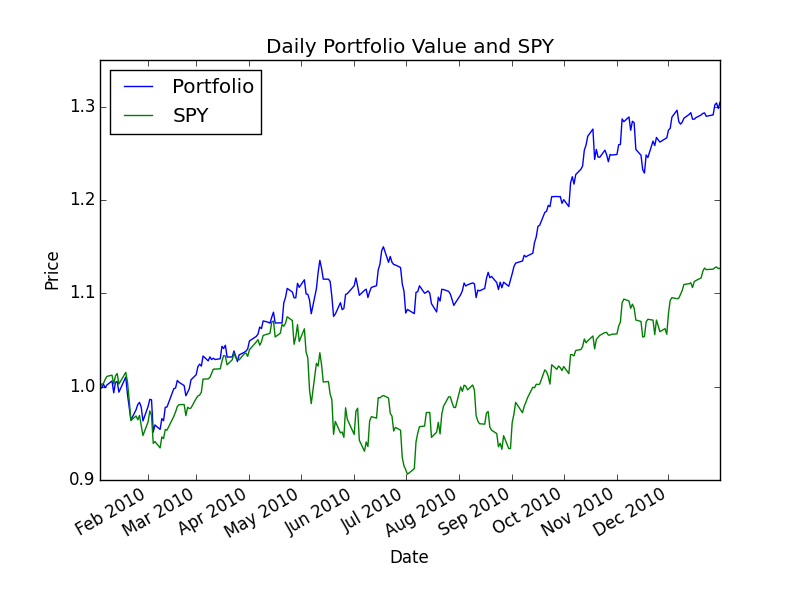 Daily Portfolio Value and SPY
Portfolio
SPY
1.3
1.2
1.1
1.0
0.9
Price
Feb 2010
Mar 2010
Apr 2010
May 2010
Jun 2010
Jul 2010
Aug 2010
Sep 2010
Oct 2010
Nov 2010
Dec 2010
Date